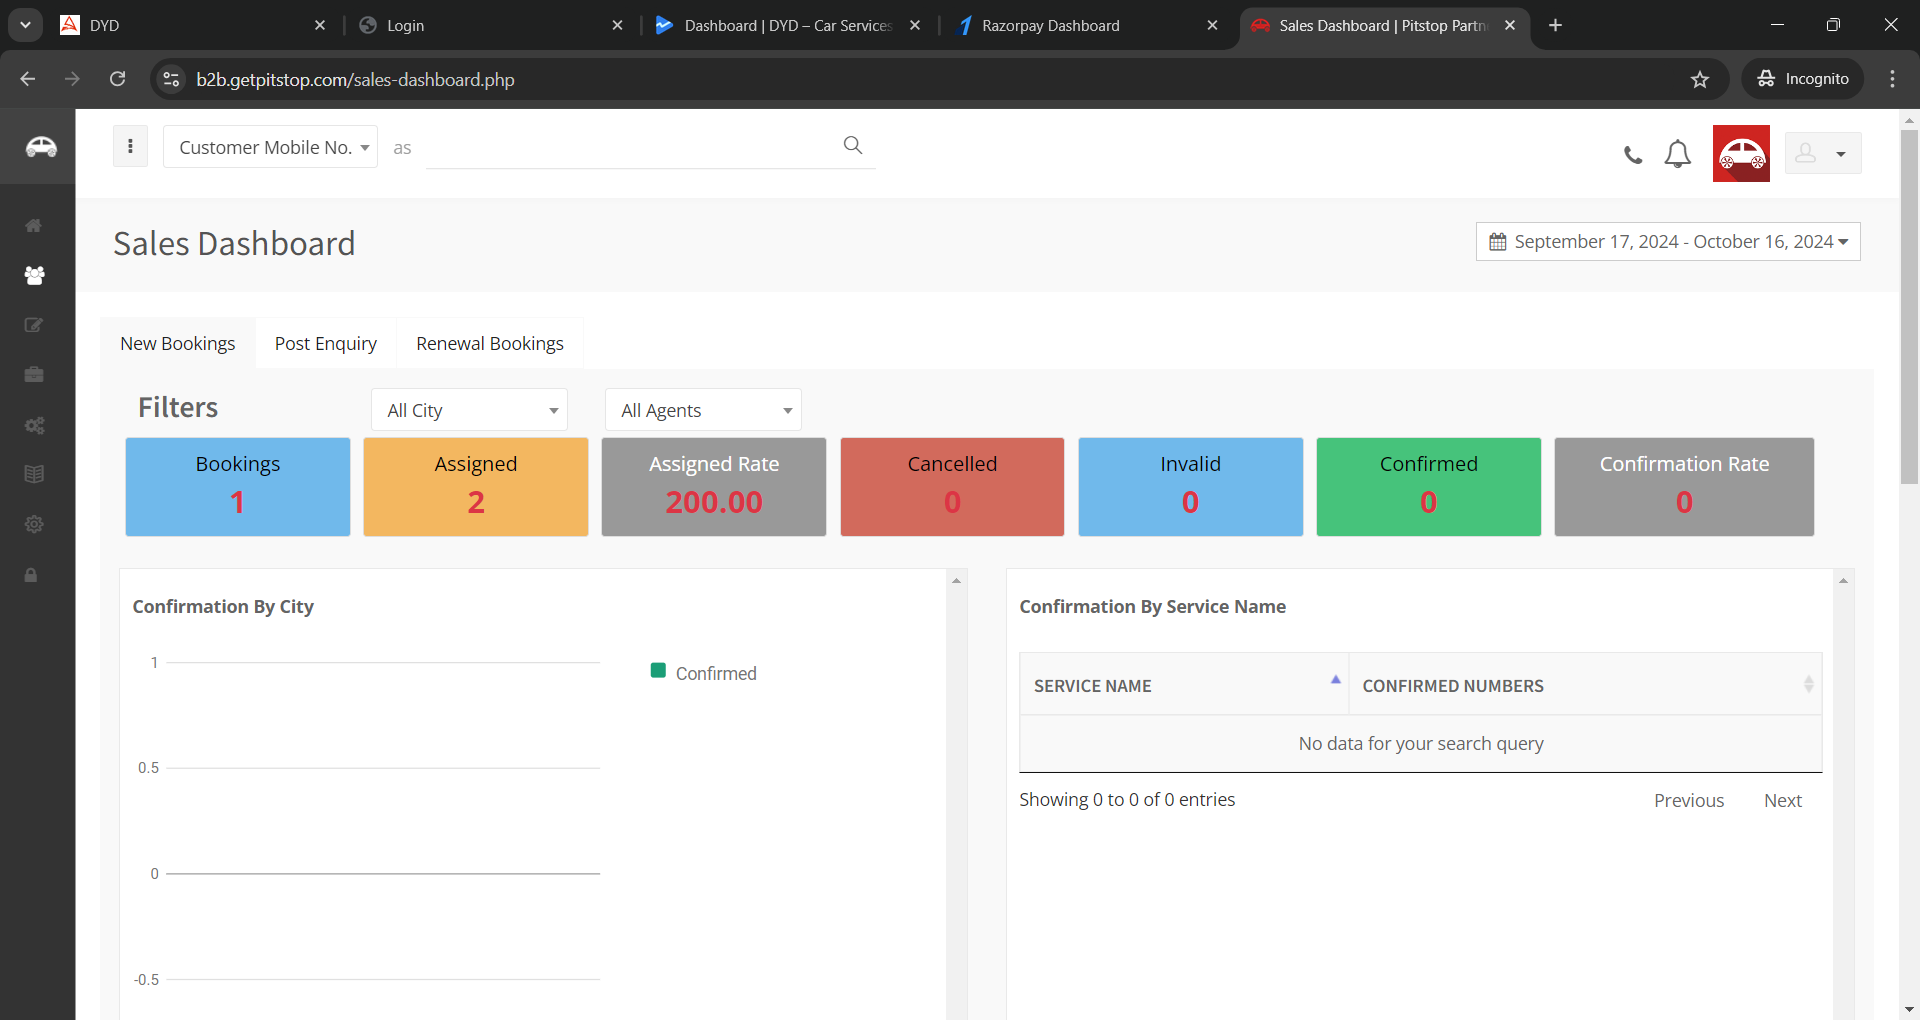 DYD
Login
Dashboard | DYD – Car Services
Razorpay Dashboard
Sales Dashboard | Pitstop Partn
b2b.getpitstop.com/sales-dashboard.php
Incognito
Customer Mobile No.
as
Sales Dashboard
September 17, 2024 - October 16, 2024
New Bookings
Post Enquiry
Renewal Bookings
Filters
All City
All Agents
Bookings
1
Assigned
2
Assigned Rate
200.00
Cancelled
0
Invalid
0
Confirmed
0
Confirmation Rate
0
Confirmation By City
1
0.5
0
-0.5
Confirmed
Confirmation By Service Name
SERVICE NAME
CONFIRMED NUMBERS
No data for your search query
Showing 0 to 0 of 0 entries
Previous
Next